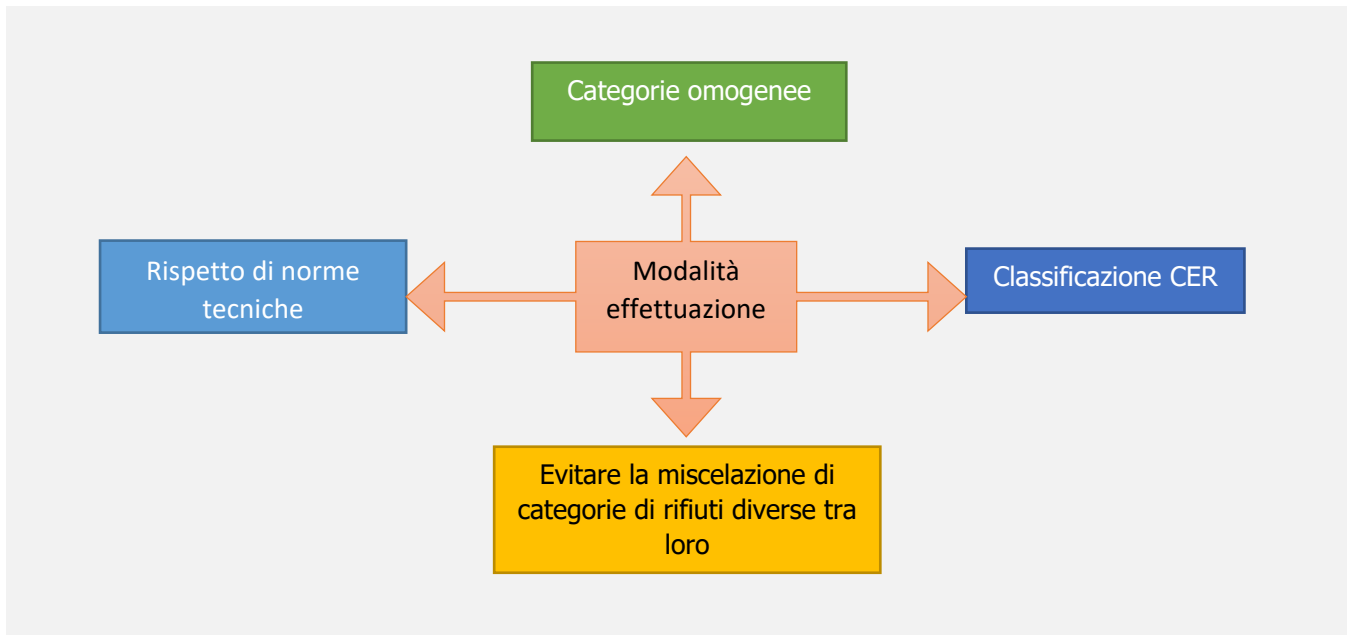 Categorie omogenee
Rispetto di norme
tecniche
Modalità
effettuazione
Classificazione CER
Evitare la miscelazione di
categorie di rifiuti diverse tra
loro